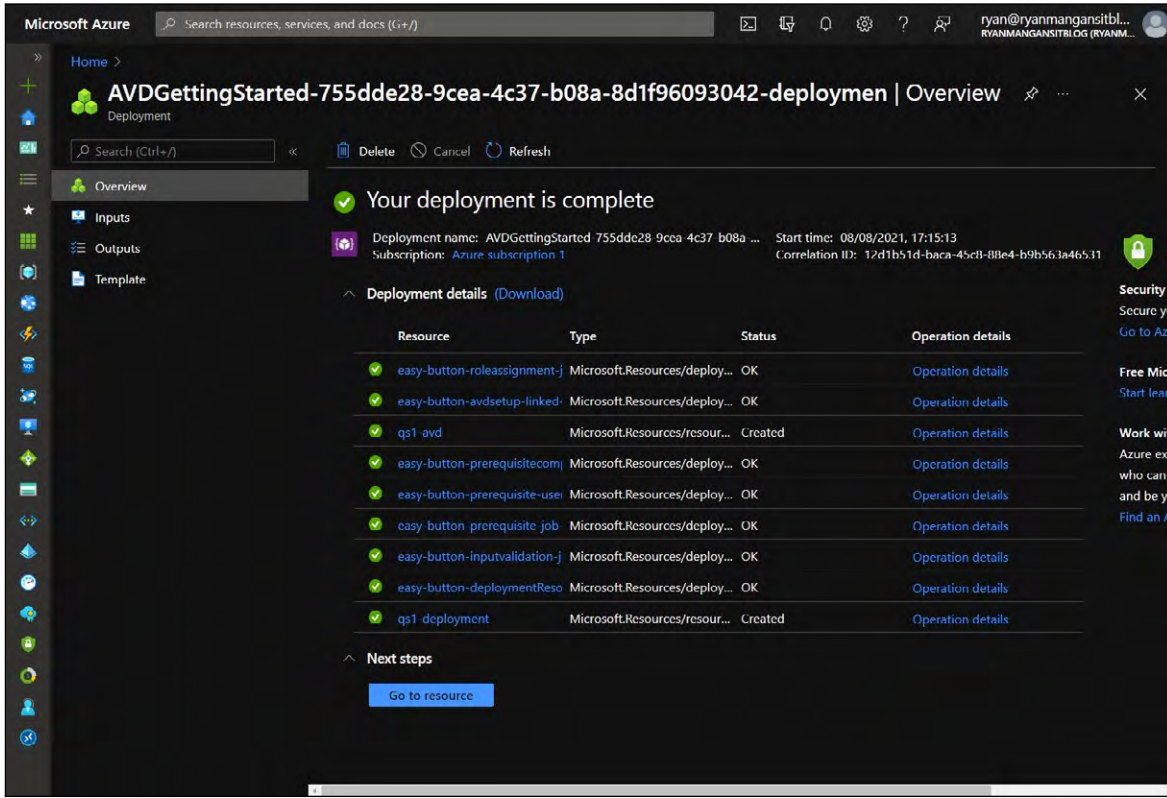 Microsoft Azure
Search resources, services, and docs (G+/)
ryan@ryanmangansitbl...
RYANMANGANSITBLOG (RYANM...
Home >
AVDGettingStarted-755dde28-9cea-4c37-b08a-8d1f96093042-deploymen | Overview
Deployment
Search (Ctrl+/)
Delete Cancel Refresh
Overview
Inputs
Outputs
Template
Your deployment is complete
Deployment name: AVDGettingStarted-755dde28-9cea-4c37-b08a ... Start time: 08/08/2021, 17:15:13
Subscription: Azure subscription 1 Correlation ID: 12d1b51d-baca-45c8-88e4-b9b563a46531
Deployment details (Download)
Resource Type Status Operation details
easy-button-roleassignment-j Microsoft.Resources/deploy... OK Operation details
easy-button-avdsetup-linked- Microsoft.Resources/deploy... OK Operation details
qs1-avd Microsoft.Resources/resour... Created Operation details
easy-button-prerequisitecom Microsoft.Resources/deploy... OK Operation details
easy-button-prerequisite-use Microsoft.Resources/deploy... OK Operation details
easy-button-prerequisite-job Microsoft.Resources/deploy... OK Operation details
easy-button-inputvalidation-j Microsoft.Resources/deploy... OK Operation details
easy-button-deploymentReso Microsoft.Resources/deploy... OK Operation details
qs1-deployment Microsoft.Resources/resour... Created Operation details
Next steps
Go to resource
Security
Secure y
Go to Az
Free Mic
Start lea
Work wi
Azure ex
who can
and be y
Find an